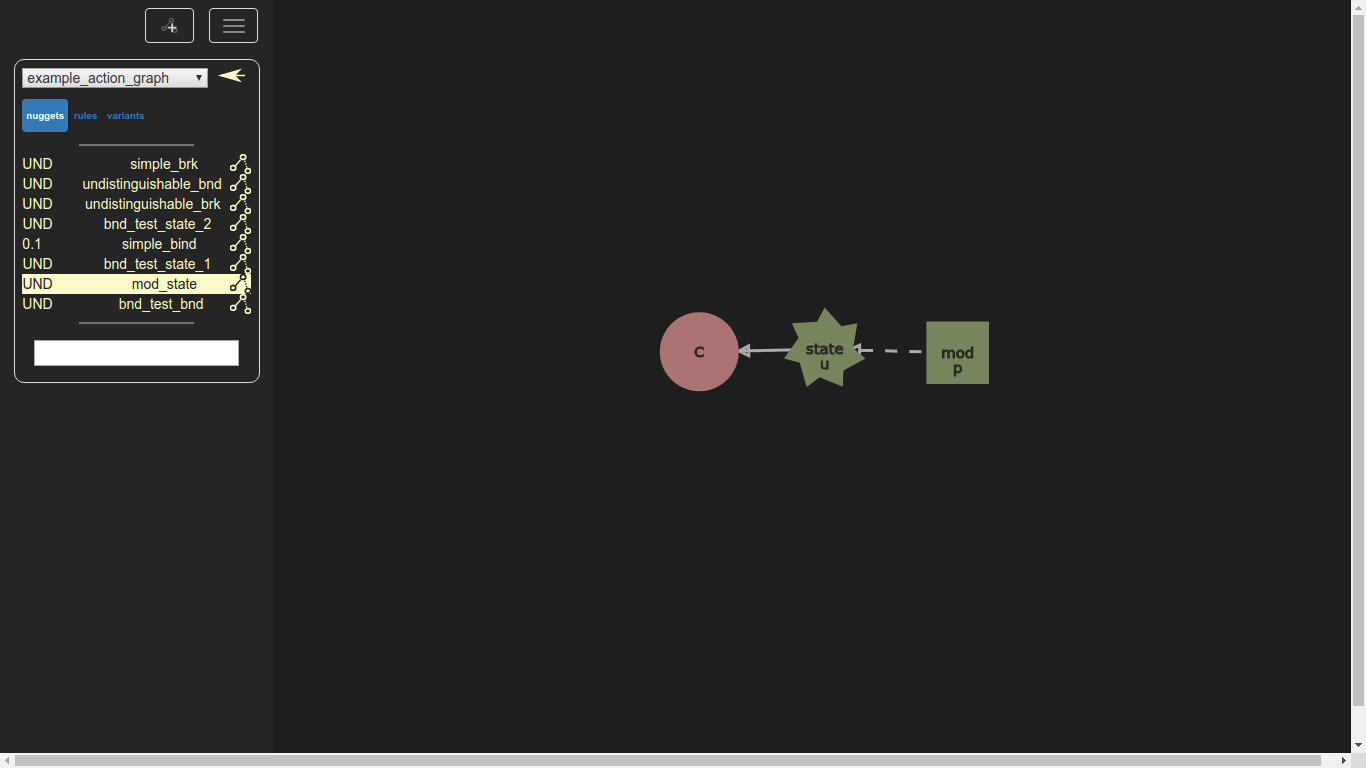 example_action_graph
nuggets rules variants
UND simple_brk
UND undistinguishable_bnd
UND undistinguishable_brk
UND bnd_test_state_2
0.1 simple_bind
UND bnd_test_state_1
UND mod_state
UND bnd_test_bnd
C
state
u
mod
p